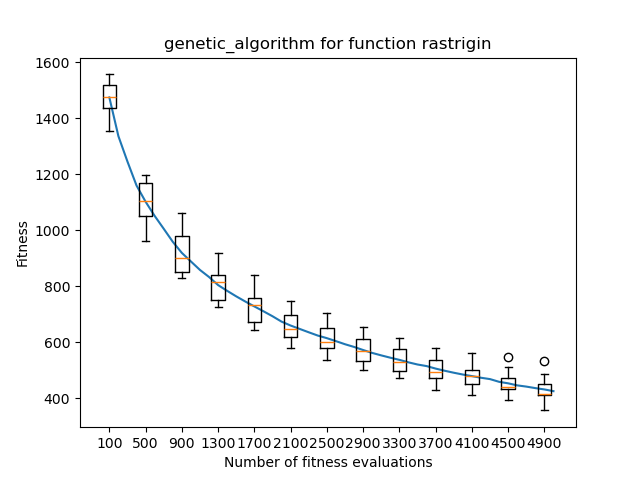 genetic_algorithm for function rastrigin
1600
1400
1200
1000
800
600
400
Fitness
100 500 900 1300 1700 2100 2500 2900 3300 3700 4100 4500 4900
Number of fitness evaluations